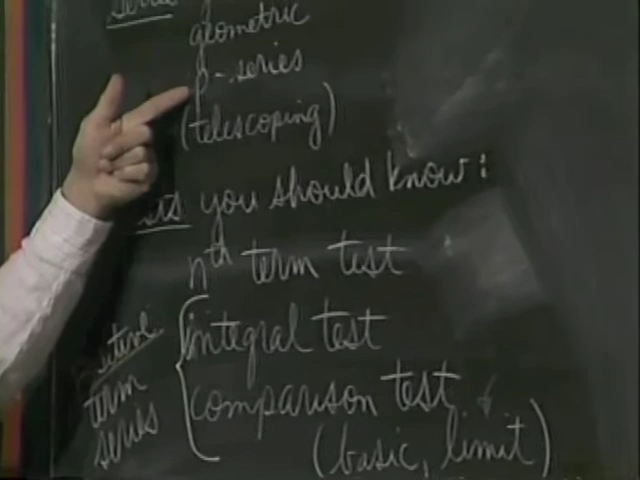 geometric
p-series
(telescoping)
you should know:
nth term test
integral test
term
series
comparison test
(basic, limit)